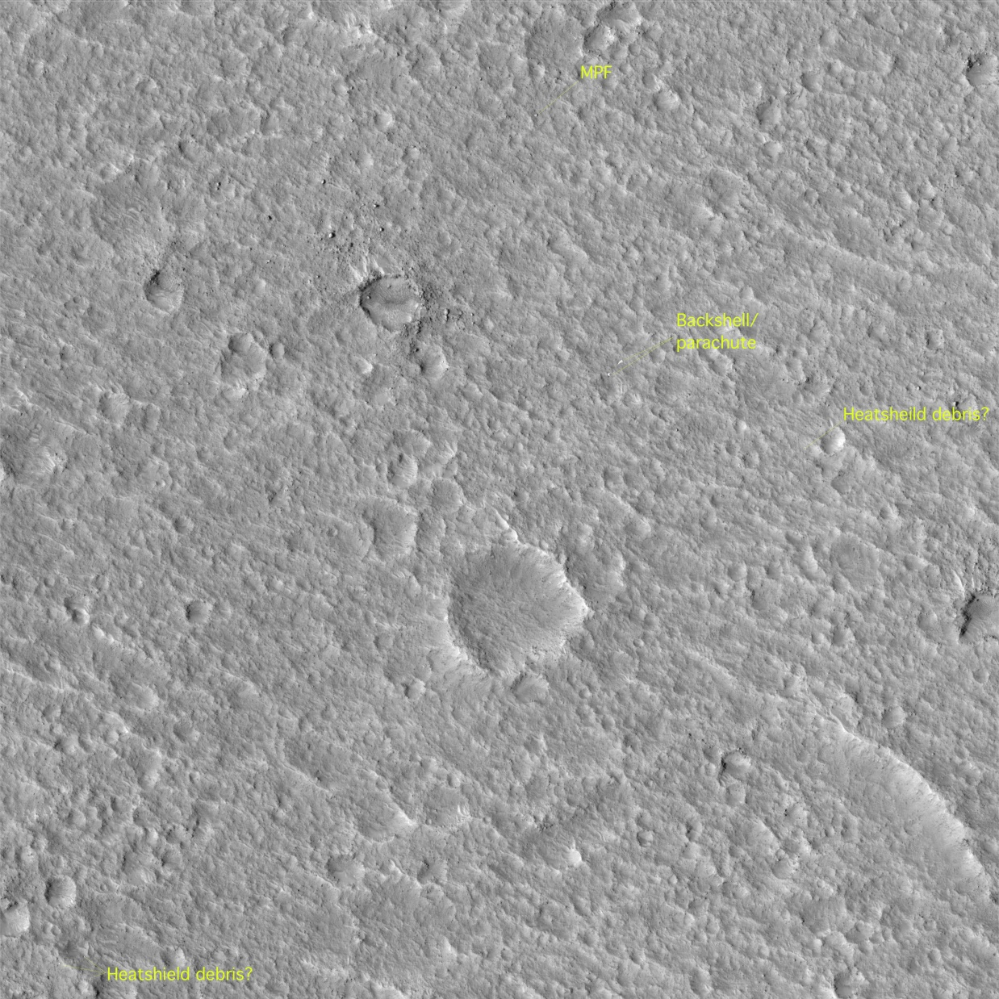 MPF
Backshell/
parachute
Heatsheild debris?
Heatshield debris?